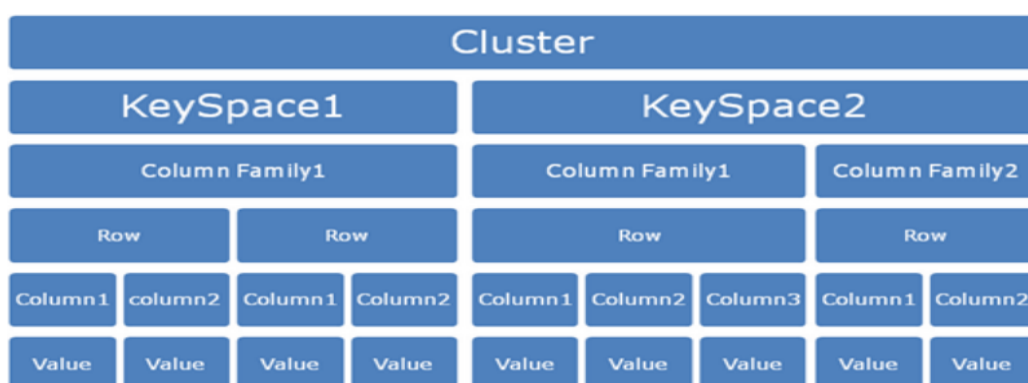 Cluster
KeySpace1 KeySpace2
Column Family1 Column Family1 Column Family2
Row Row Row Row
Column1 column2 Column1 Column2 Column1 Column2 Column3 Column1 Column2
Value Value Value Value Value Value Value Value Value